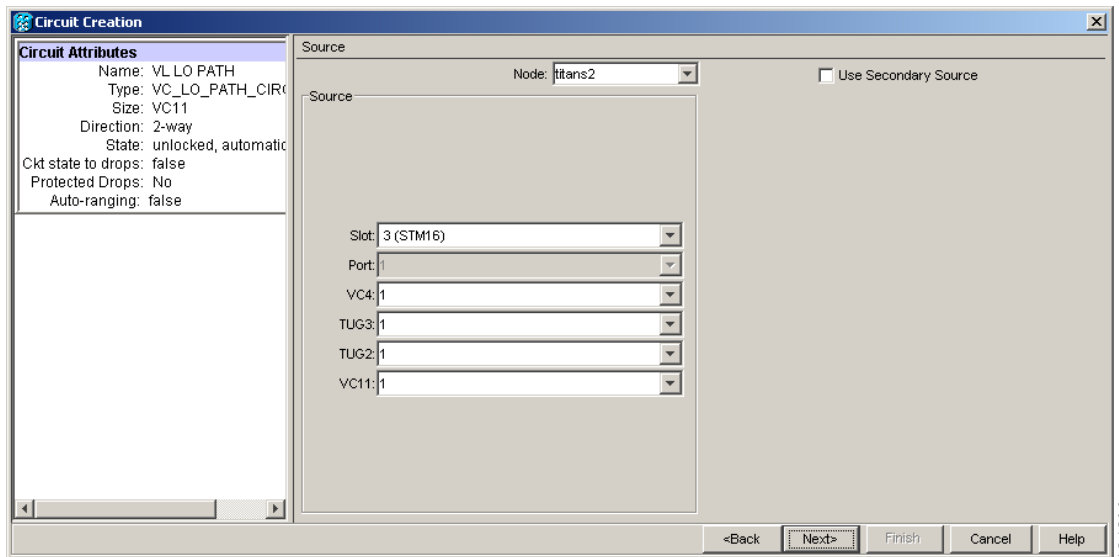 Circuit Creation
Circuit Attributes
Name: VL LO PATH
Type: VC_LO_PATH_CIR
Size: VC11
Direction: 2-way
State: unlocked, automatic
Ckt state to drops: false
Protected Drops: No
Auto-ranging: false
Source
Node: titans2
Use Secondary Source
Source
Slot: 3 (STM16)
Port: 1
VC4: 1
TUG3: 1
TUG2: 1
VC11: 1
<Back Next> Finish Cancel Help